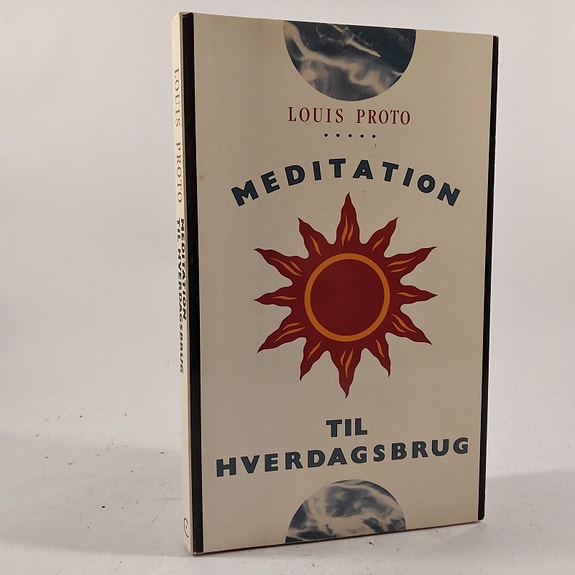 LOUIS PROTO
MEDITATION
TIL
HVERDAGSBRUG
LOUIS PROTO MEDITATION
TIL HVERDAGSBRUG